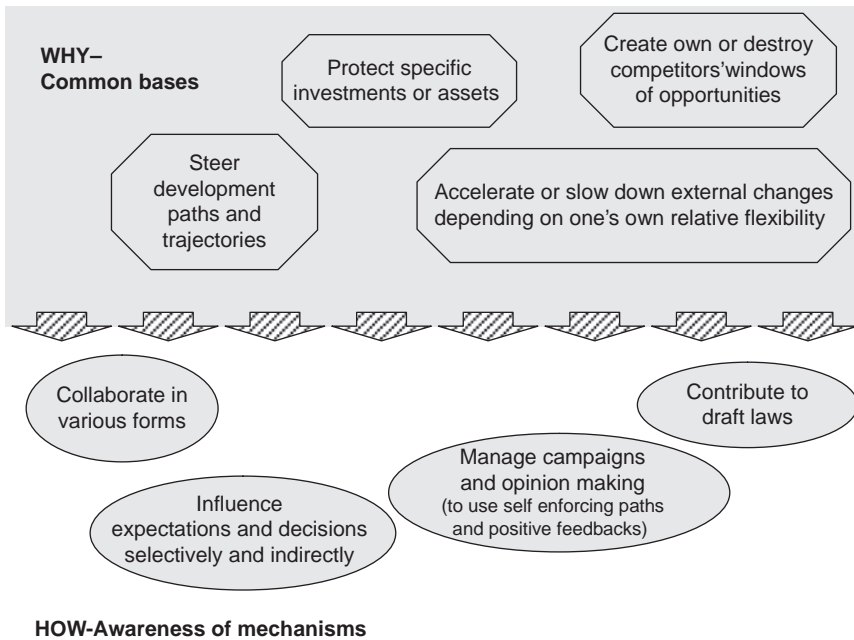 WHY–
Common bases
Protect specific
investments or assets
Create own or destroy
competitors'windows
of opportunities
Steer
development
paths and
trajectories
Accelerate or slow down external changes
depending on one's own relative flexibility
Collaborate in
various forms
Contribute to
draft laws
Manage campaigns
and opinion making
(to use self enforcing paths
and positive feedbacks)
Influence
expectations and decisions
selectively and indirectly
HOW-Awareness of mechanisms